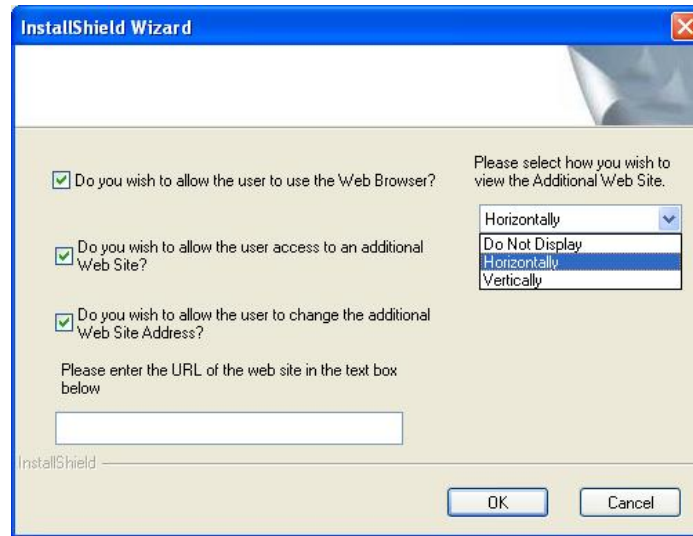 InstallShield Wizard
Do you wish to allow the user to use the Web Browser?
Please select how you wish to
view the Additional Web Site.
Horizontally
Do Not Display
Horizontally
Vertically
Do you wish to allow the user access to an additional
Web Site?
Do you wish to allow the user to change the additional
Web Site Address?
Please enter the URL of the web site in the text box
below
InstallShield
OK
Cancel